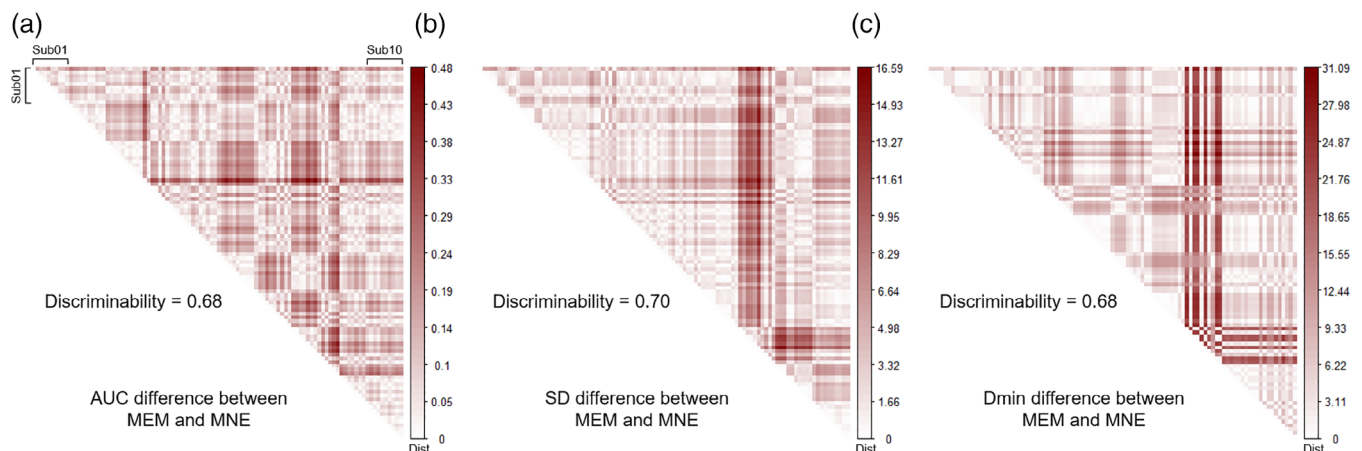 (a)
(b)
(c)
Sub01
Sub10
Sub01
0.48
0.43
0.38
0.33
0.29
0.24
0.19
0.14
0.1
0.05
0
Dist
Discriminability = 0.68
AUC difference between
MEM and MNE
16.59
14.93
13.27
11.61
9.95
8.29
6.64
4.98
3.32
1.66
0
Dist
Discriminability = 0.70
SD difference between
MEM and MNE
31.09
27.98
24.87
21.76
18.65
15.55
12.44
9.33
6.22
3.11
0
Dist
Discriminability = 0.68
Dmin difference between
MEM and MNE